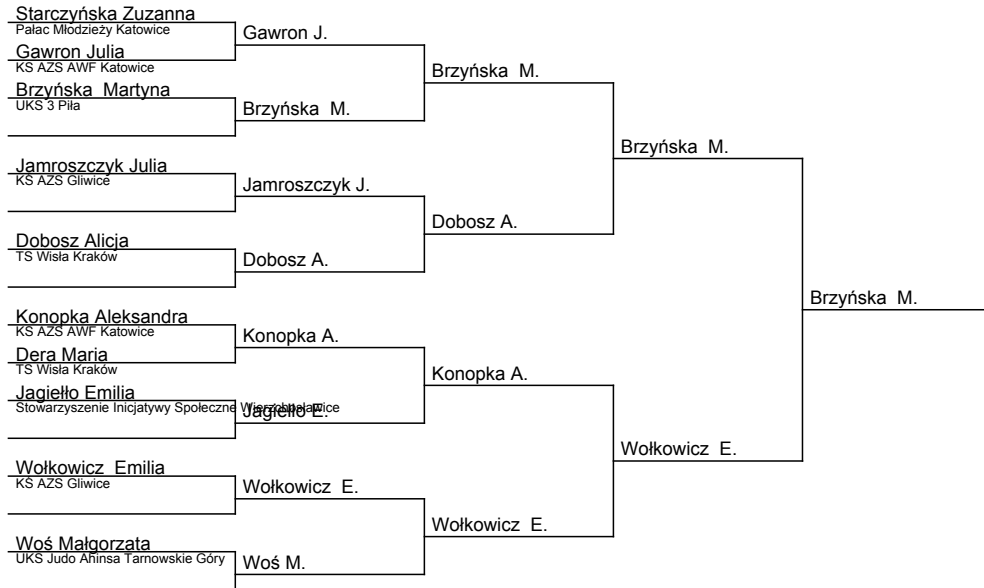 Starczyńska Zuzanna
Pałac Młodzieży Katowice
Gawron Julia
KS AZS AWF Katowice
Brzyńska  Martyna
UKS 3 Piła
Jamroszczyk Julia
KS AZS Gliwice
Dobosz Alicja
TS Wisła Kraków
Konopka Aleksandra
KS AZS AWF Katowice
Dera Maria
TS Wisła Kraków
Jagiełło Emilia
Stowarzyszenie Inicjatywy Społeczne Wierzchosławice
Wołkowicz  Emilia
KS AZS Gliwice
Woś Małgorzata
UKS Judo Ahinsa Tarnowskie Góry
Gawron J.
Brzyńska  M.
Jamroszczyk J.
Dobosz A.
Konopka A.
Jagiełło E.
Wołkowicz  E.
Woś M.
Brzyńska  M.
Dobosz A.
Konopka A.
Wołkowicz  E.
Brzyńska  M.
Wołkowicz  E.
Brzyńska  M.